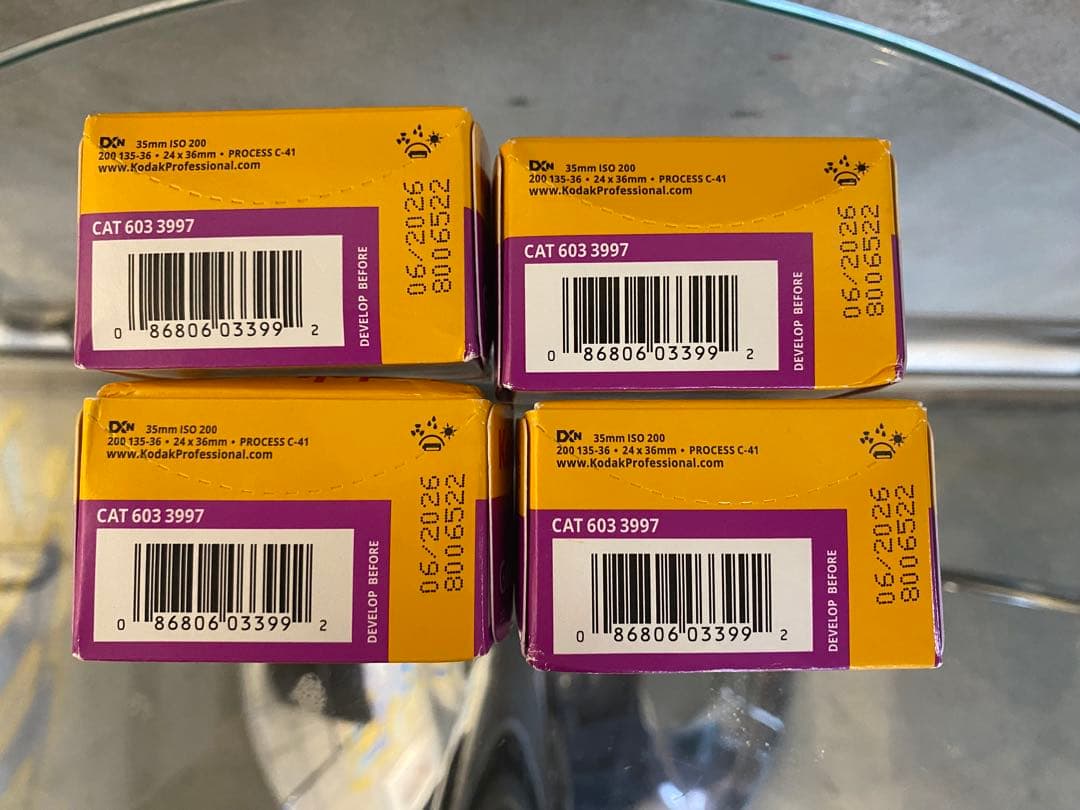 DXN 35mm ISO 200
200 135-36 • 24 x 36mm • PROCESS C-41
www.KodakProfessional.com
CAT 603 3997
0 86806 03399 2
DEVELOP BEFORE
06/2026
8006522
DXN 35mm ISO 200
200 135-36 • 24 x 36mm • PROCESS C-41
www.KodakProfessional.com
CAT 603 3997
0 86806 03399 2
DEVELOP BEFORE
06/2026
8006522
DXN 35mm ISO 200
200 135-36 • 24 x 36mm • PROCESS C-41
www.KodakProfessional.com
CAT 603 3997
0 86806 03399 2
DEVELOP BEFORE
06/2026
8006522
DXN 35mm ISO 200
200 135-36 • 24 x 36mm • PROCESS C-41
www.KodakProfessional.com
CAT 603 3997
0 86806 03399 2
DEVELOP BEFORE
06/2026
8006522